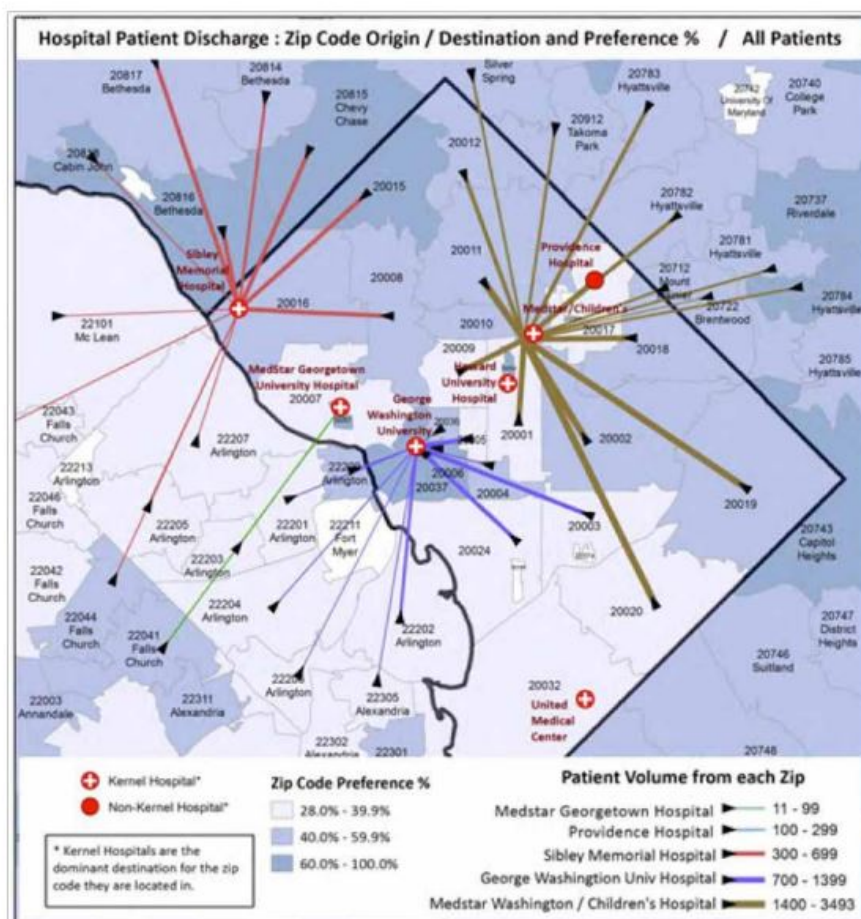 Hospital Patient Discharge : Zip Code Origin / Destination and Preference % / All Patients
20817
Bethesda
20814
Bethesda
20815
Chevy
Chase
Silver
Spring
20783
Hyattsville
20742
University Of
Maryland
20740
College
Park
20912
Takoma
Park
20012
Cabin John
20816
Bethesda
20015
20782
Hyattsville
20737
Riverdale
20011
Providence
Hospital
20781
Hyattsville
Sibley
Memorial
Hospital
20008
20712
Mount
20722
Brentwood
20784
Hyattsville
20016
20010
Medstar/Children's
20017
20018
22101
Mc Lean
20009
20785
Hyattsville
MedStar Georgetown
University Hospital
20007
Howard
University
Hospital
George
Washington
University
20036
20001
20002
22043
Falls
Church
22207
Arlington
22213
Arlington
Arlington
20006
20037
20004
20019
22046
Falls
Church
22205
Arlington
22201
Arlington
22211
Fort
Myer
20003
20743
Capitol
Heights
22203
Arlington
20024
22042
Falls
Church
22204
Arlington
20020
22044
Falls
Church
22041
Falls
Church
22202
Arlington
20747
District
Heights
20746
Suitland
Arlington
22003
Annandale
22311
Alexandria
22305
Alexandria
20032
United
Medical
Center
22302
Alexandria
22301
20748
Kernel Hospital*
Non-Kernel Hospital*
* Kernel Hospitals are the
dominant destination for the zip
code they are located in.
Zip Code Preference %
28.0% - 39.9%
40.0% - 59.9%
60.0% - 100.0%
Patient Volume from each Zip
Medstar Georgetown Hospital 11 - 99
Providence Hospital 100 - 299
Sibley Memorial Hospital 300 - 699
George Washingtion Univ Hospital 700 - 1399
Medstar Washington / Children's Hospital 1400 - 3493